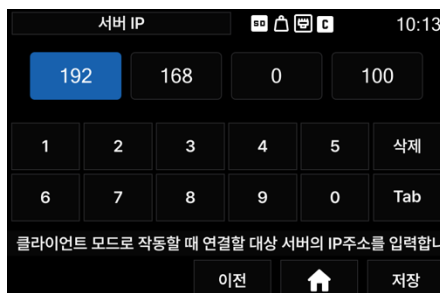 서버 IP SD C 10:13
192 168 0 100
1 2 3 4 5 삭제
6 7 8 9 0 Tab
클라이언트 모드로 작동할 때 연결할 대상 서버의 IP주소를 입력합니
이전 저장